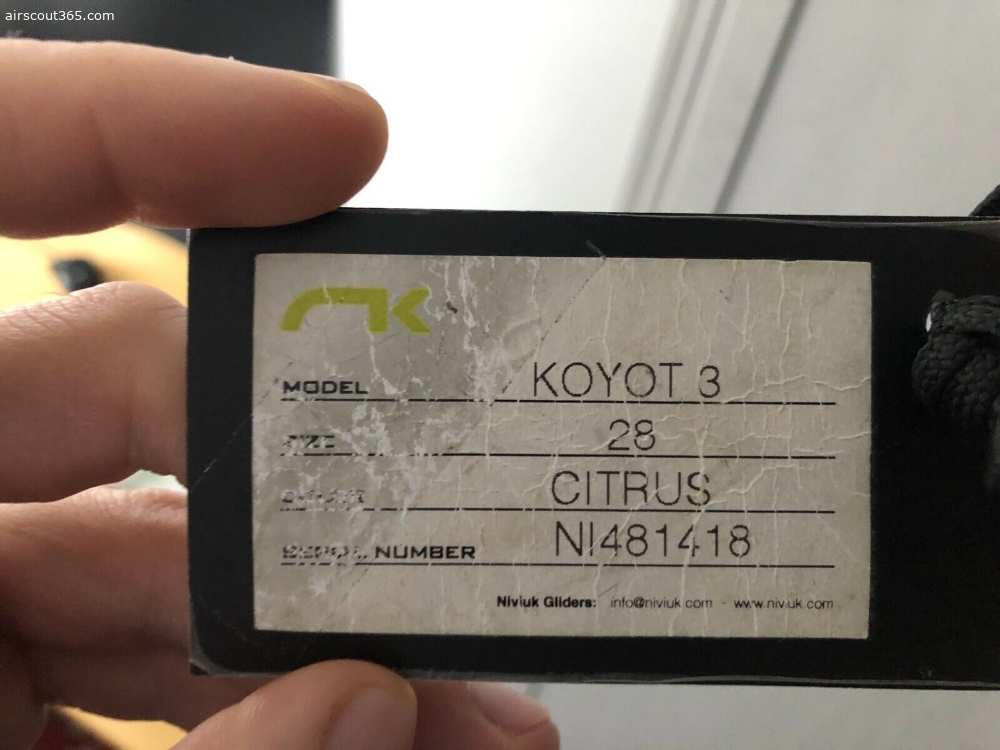 airscout365.com
MODEL KOYOT 3
28
CITRUS
NUMBER NI481418
Niviuk Gliders: info@niviuk.com - www.niviuk.com